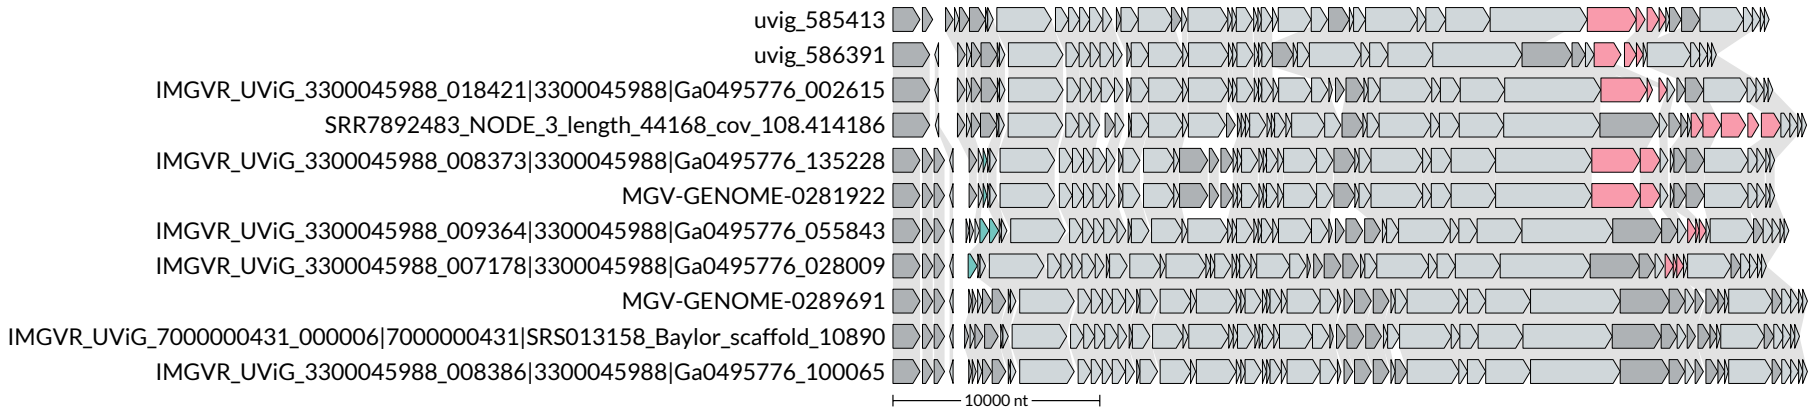 uvig_585413
uvig_586391
IMGVR_UViG_3300045988_018421|3300045988|Ga0495776_002615
SRR7892483_NODE_3_length_44168_cov_108.414186
IMGVR_UViG_3300045988_008373|3300045988|Ga0495776_135228
MGV-GENOME-0281922
IMGVR_UViG_3300045988_009364|3300045988|Ga0495776_055843
IMGVR_UViG_3300045988_007178|3300045988|Ga0495776_028009
MGV-GENOME-0289691
IMGVR_UViG_7000000431_000006|7000000431|SRS013158_Baylor_scaffold_10890
IMGVR_UViG_3300045988_008386|3300045988|Ga0495776_100065
10000 nt